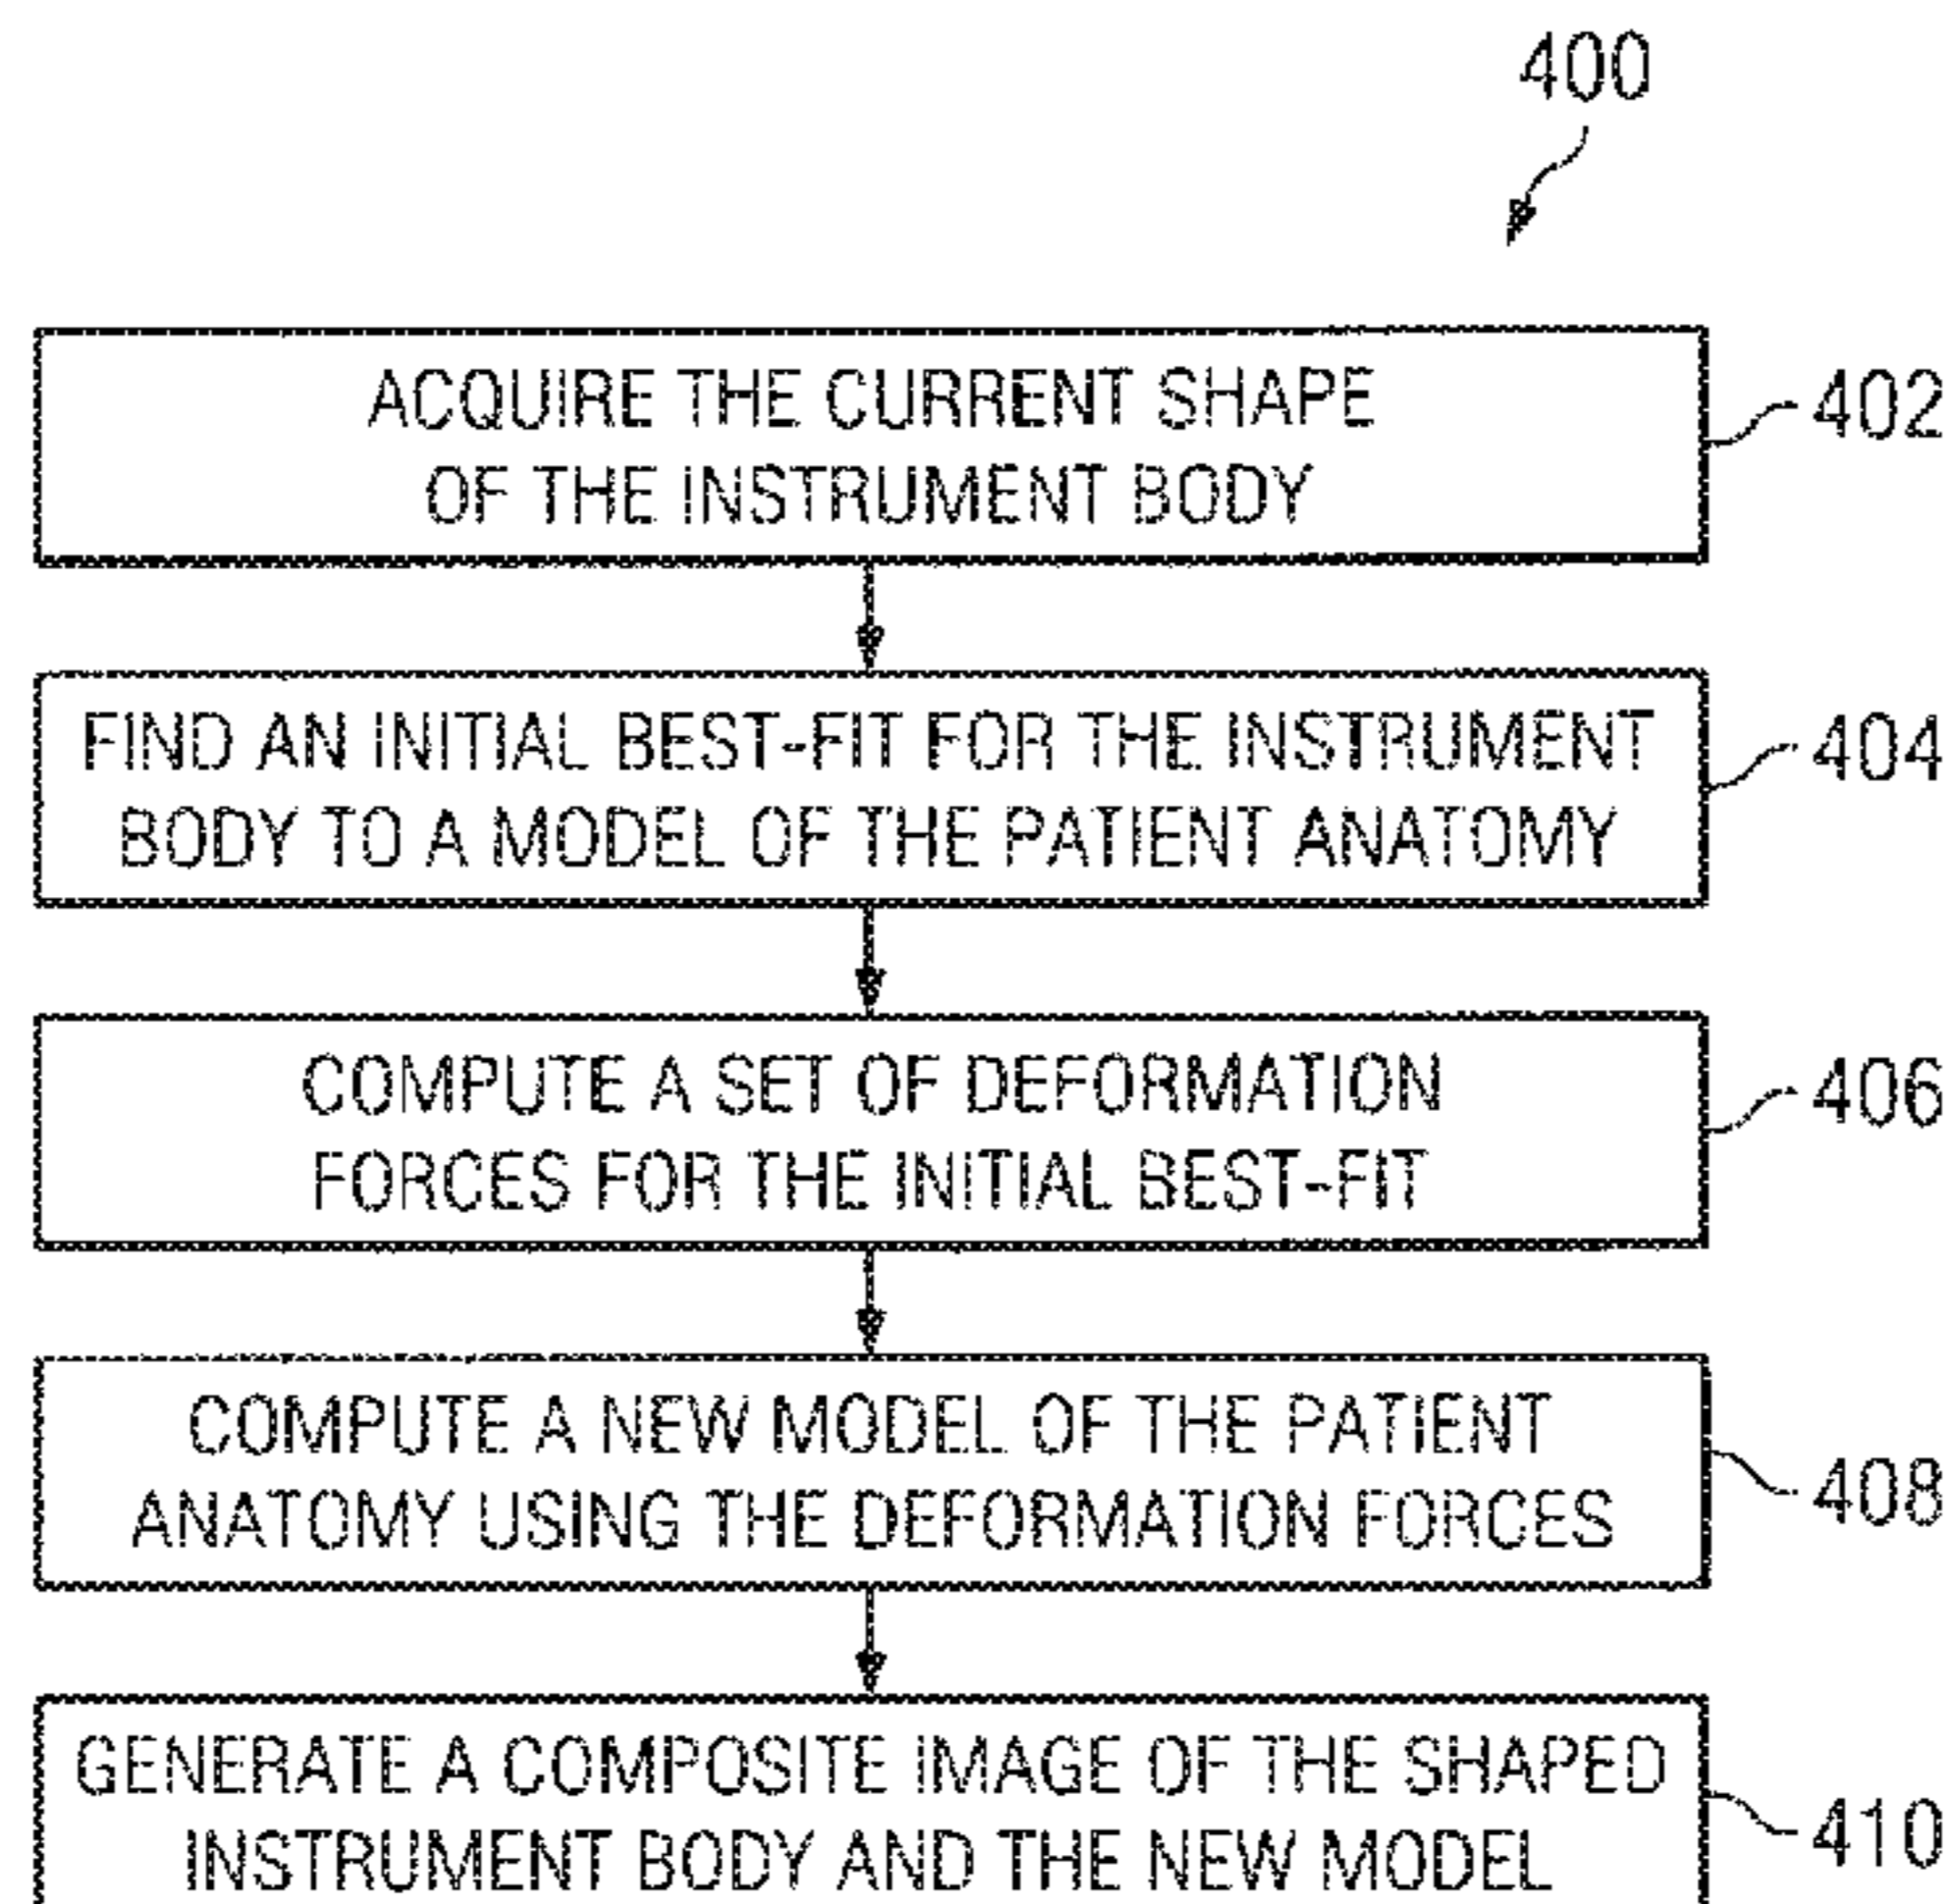 400
ACQUIRE THE CURRENT SHAPE
OF THE INSTRUMENT BODY
402
FIND AN INITIAL BEST-FIT FOR THE INSTRUMENT
BODY TO A MODEL OF THE PATIENT ANATOMY
404
COMPUTE A SET OF DEFORMATION
FORCES FOR THE INITIAL BEST-FIT
406
COMPUTE A NEW MODEL OF THE PATIENT
ANATOMY USING THE DEFORMATION FORCES
408
GENERATE A COMPOSITE IMAGE OF THE SHAPED
INSTRUMENT BODY AND THE NEW MODEL
410